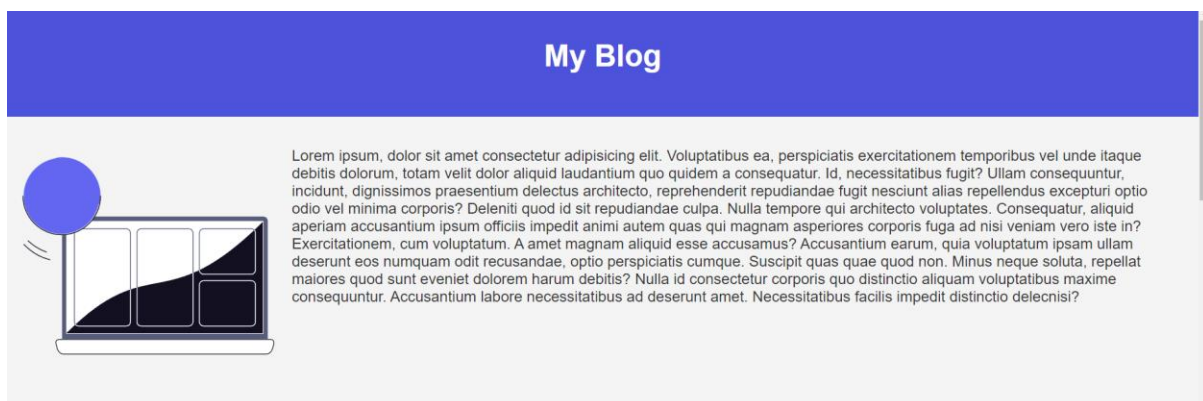 My Blog
Lorem ipsum, dolor sit amet consectetur adipisicing elit. Voluptatibus ea, perspiciatis exercitationem temporibus vel unde itaque
debitis dolorum, totam velit dolor aliquid laudantium quo quidem a consequatur. Id, necessitatibus fugit? Ullam consequuntur,
incidunt, dignissimos praesentium delectus architecto, reprehenderit repudiandae fugit nesciunt alias repellendus excepturi optio
odio vel minima corporis? Deleniti quod id sit repudiandae culpa. Nulla tempore qui architecto voluptates. Consequatur, aliquid
aperiam accusantium ipsum officiis impedit animi autem quas qui magnam asperiores corporis fuga ad nisi veniam vero iste in?
Exercitationem, cum voluptatum. A amet magnam aliquid esse accusamus? Accusantium earum, quia voluptatum ipsam ullam
deserunt eos numquam odit recusandae, optio perspiciatis cumque. Suscipit quas quae quod non. Minus neque soluta, repellat
maiores quod sunt eveniet dolorem harum debitis? Nulla id consectetur corporis quo distinctio aliquam voluptatibus maxime
consequuntur. Accusantium labore necessitatibus ad deserunt amet. Necessitatibus facilis impedit distinctio delecnisi?